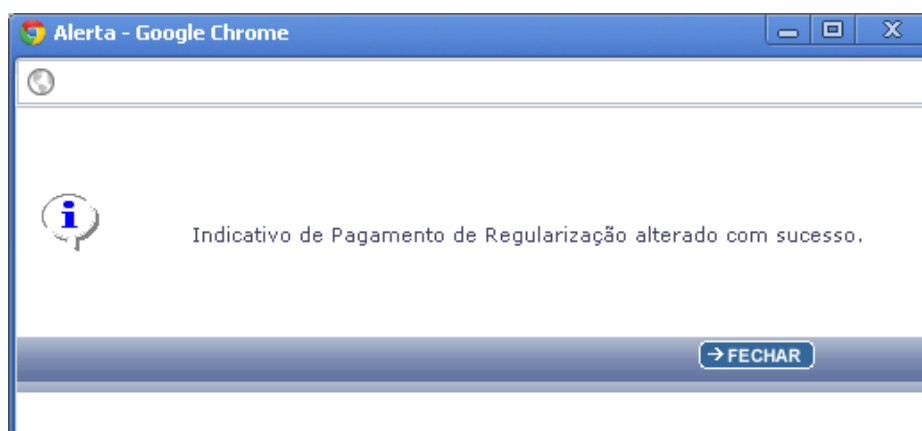 Alerta - Google Chrome
Indicativo de Pagamento de Regularização alterado com sucesso.
FECHAR